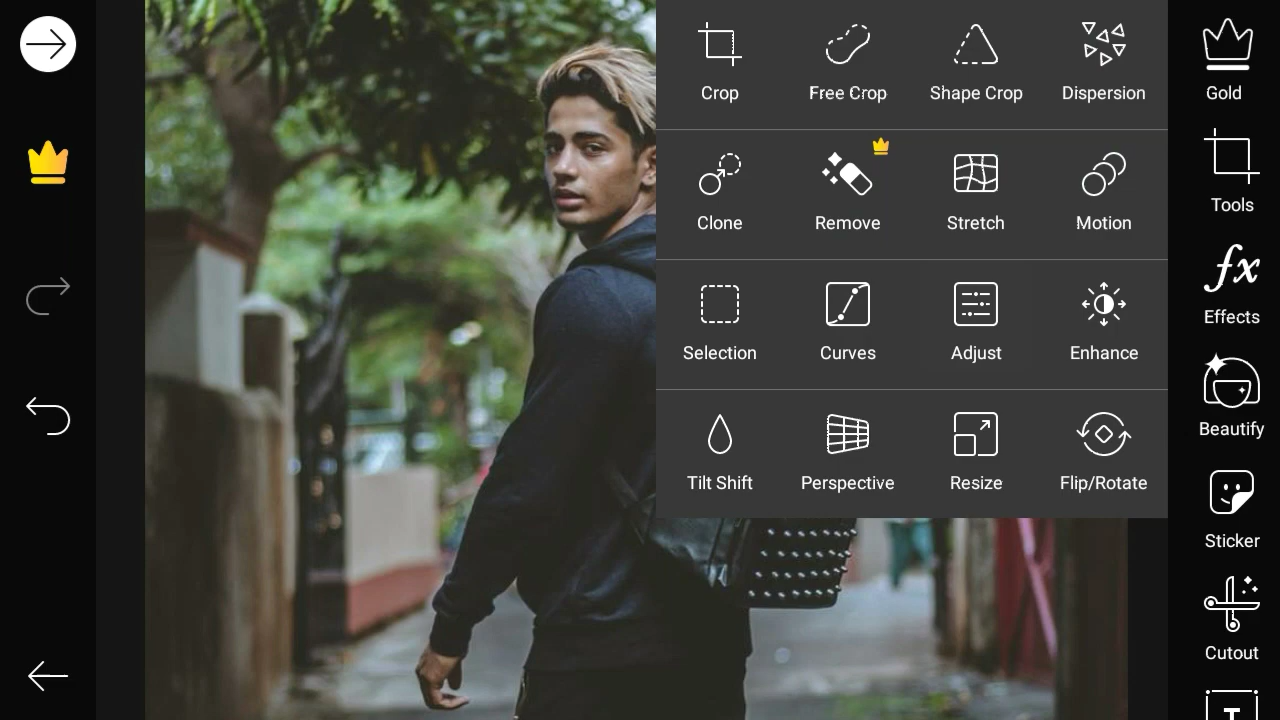 Crop Free Crop Shape Crop Dispersion
Clone Remove Stretch Motion
Selection Curves Adjust Enhance
Tilt Shift Perspective Resize Flip/Rotate
Gold
Tools
fx
Effects
Beautify
Sticker
Cutout
T